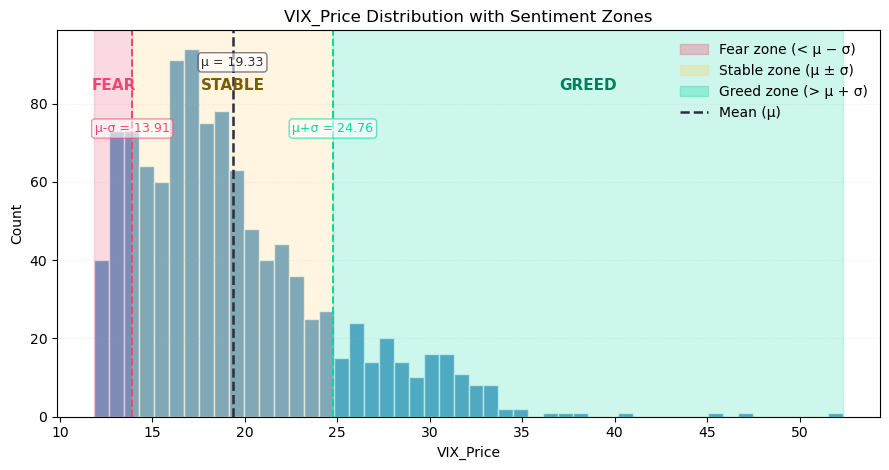 VIX_Price Distribution with Sentiment Zones
Fear zone (< μ − σ)
Stable zone (μ ± σ)
Greed zone (> μ + σ)
Mean (μ)
μ = 19.33
FEAR
STABLE
GREED
μ-σ = 13.91
μ+σ = 24.76
Count
80
60
40
20
0
10 15 20 25 30 35 40 45 50
VIX_Price